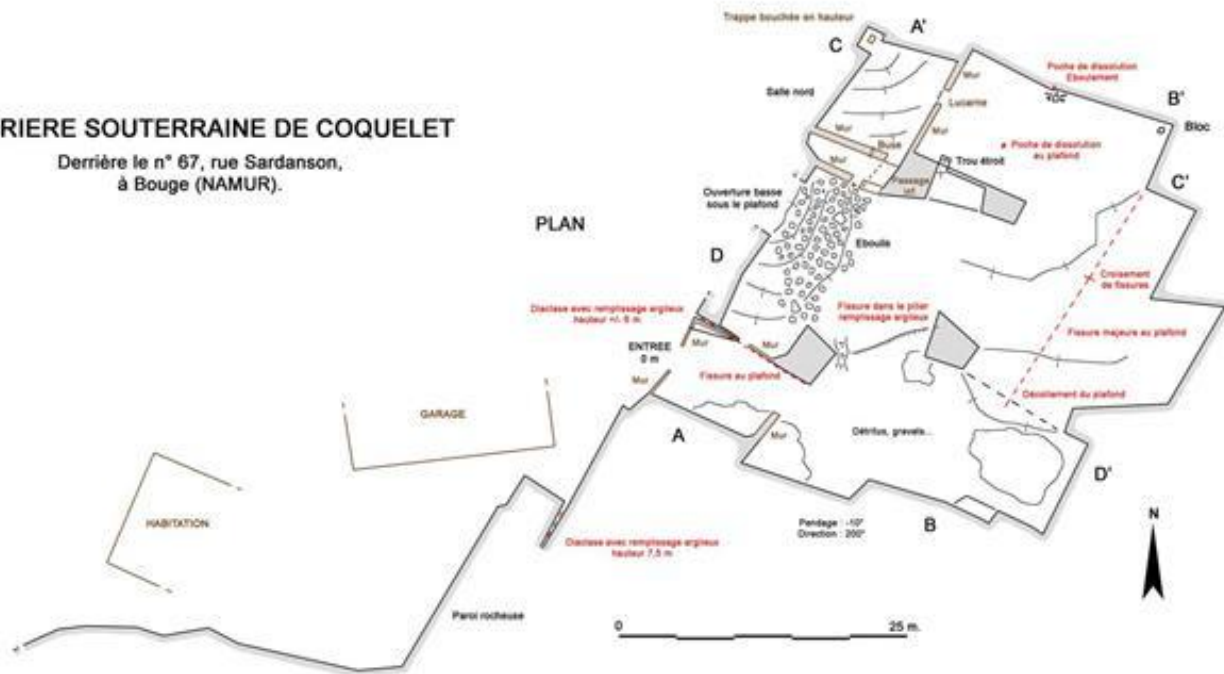 RIERE SOUTERRAINE DE COQUELET
Derrière le n° 67, rue Sardanson,
à Bouge (NAMUR).
PLAN
Trappe bouchée en hauteur
A'
C
Mur
Poche de dissolution
Eboulement
B'
Bloc
Salle nord
Lucarne
Mur
Mur
Buse
Poche de dissolution
au plafond
Mur
Trou étroit
Passage
C'
Ouverture basse
sous le plafond
Eboulis
D
Croisement
de fissures
Diaclase avec remplissage argileux
hauteur +/- 6 m
Fissure dans le pilier
remplissage argileux
Fissure majeure au plafond
Mur
Mur
ENTREE
0 m
Fissure au plafond
Mur
Décollement du plafond
GARAGE
A
Mur
Détritus, gravats...
D'
HABITATION
Pendage : -10°
Direction : 200°
B
N
Diaclase avec remplissage argileux
hauteur 7,5 m
Paroi rocheuse
0
25 m.